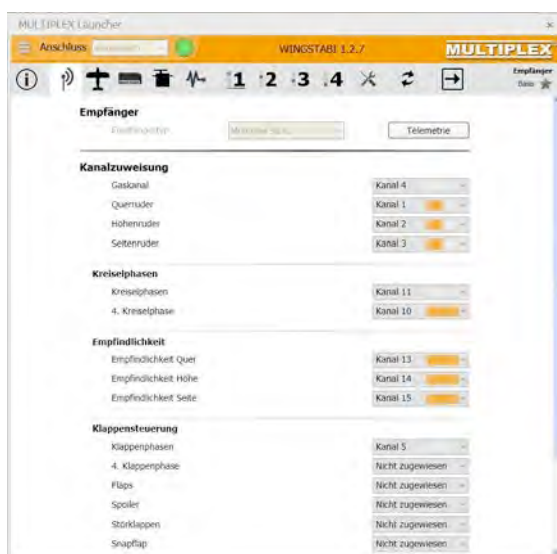 MULTIPLEX Launcher
Anschluss
WINGSTABI 1.2.7
MULTIPLEX
1 2 3 4
Empfänger
Basis
Empfänger
Telemetrie
Kanalzuweisung
Gaskanal Kanal 4
Querruder Kanal 1
Höhenruder Kanal 2
Seitenruder Kanal 3
Kreiselphasen
Kreiselphasen Kanal 11
4. Kreiselphase Kanal 10
Empfindlichkeit
Empfindlichkeit Quer Kanal 13
Empfindlichkeit Höhe Kanal 14
Empfindlichkeit Seite Kanal 15
Klappensteuerung
Klappenphasen Kanal 5
4. Klappenphase Nicht zugewiesen
Flaps Nicht zugewiesen
Spoiler Nicht zugewiesen
Störklappen Nicht zugewiesen
Snapflap Nicht zugewiesen